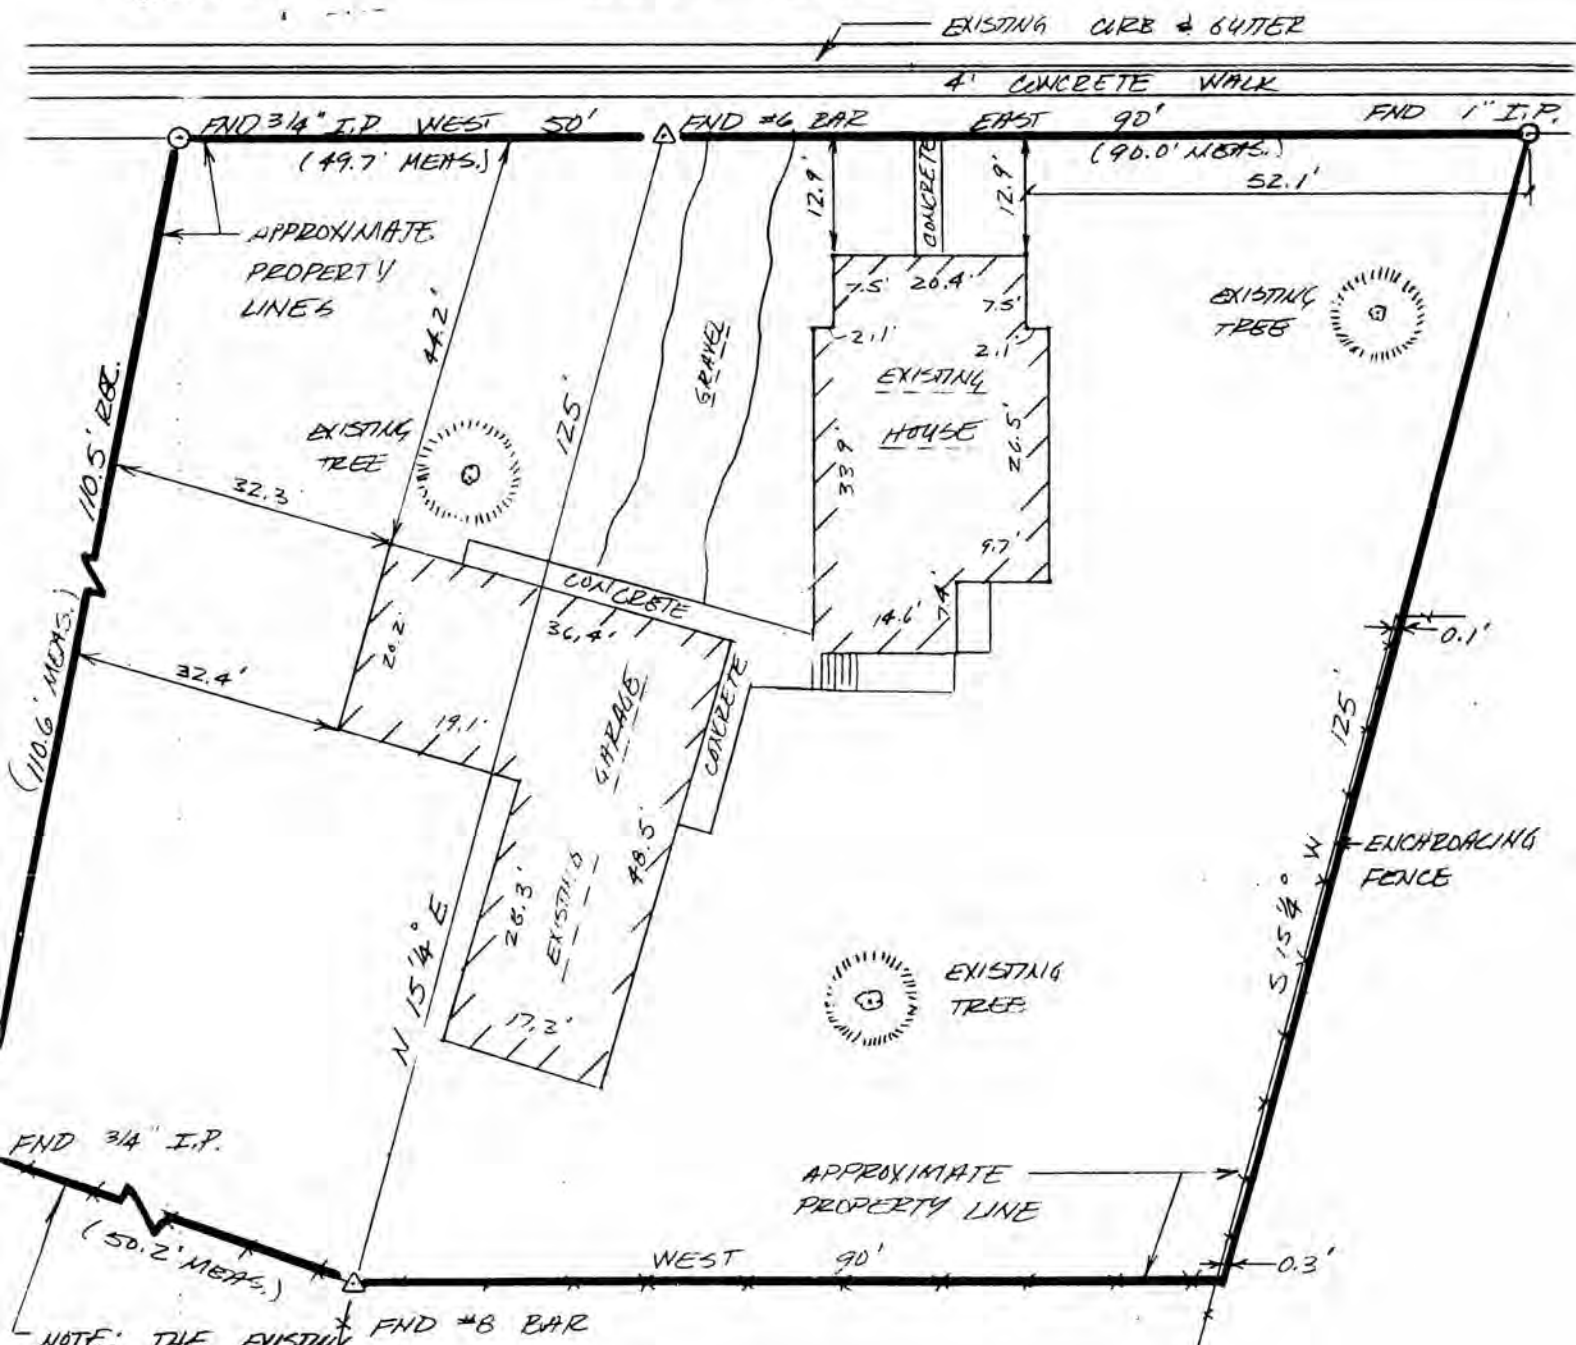 EXISTING CURB & GUTTER
4' CONCRETE WALK
FND 3/4" I.P. WEST 50'
(49.7' MEAS.)
FND #6 BAR
EAST 90'
(90.0' MEAS.)
FND 1" I.P.
12.9'
CONCRETE
12.9'
52.1'
APPROXIMATE
PROPERTY
LINES
44.2'
125'
GRAVEL
7.5' 20.4' 7.5'
2.1' 2.1'
EXISTING
HOUSE
33.9'
26.5'
9.7'
7.4'
14.6'
EXISTING
TREE
EXISTING
TREE
110.5' REC.
(110.6' MEAS.)
32.3
CONCRETE
36.4'
20.2'
32.4'
19.1'
EXISTING GARAGE
CONCRETE
28.3'
48.5'
17.3'
N 15 1/4° E
0.1'
125'
S 15 1/4° W
ENCHROACING
FENCE
EXISTING
TREE
FND 3/4" I.P.
(50.2' MEAS.)
APPROXIMATE
PROPERTY LINE
WEST 90'
0.3'
FND #8 BAR
NOTE: THE EXISTING